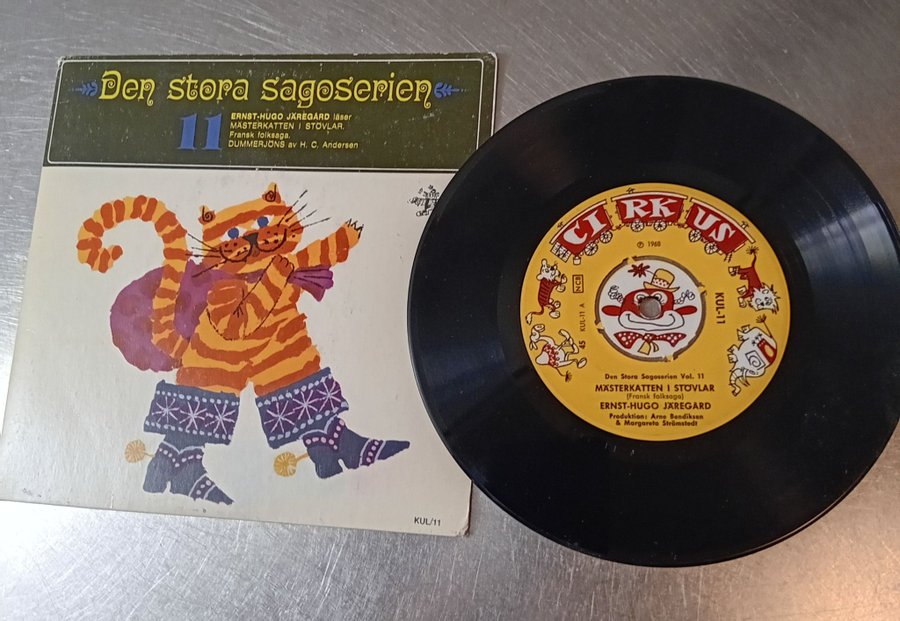 Den stora sagoserien
11
ERNST-HUGO JÄREGÅRD läser
MÄSTERKATTEN I STÖVLAR.
Fransk folksaga.
DUMMERJÖNS av H. C. Andersen
KUL/11
CIRKUS
℗ 1968
NCB
KUL-11 A
45
KUL-11
Den Stora Sagoserien Vol. 11
MÄSTERKATTEN I STÖVLAR
(Fransk folksaga)
ERNST-HUGO JÄREGÅRD
Produktion: Arne Bendiksen
& Margareta Strömstedt